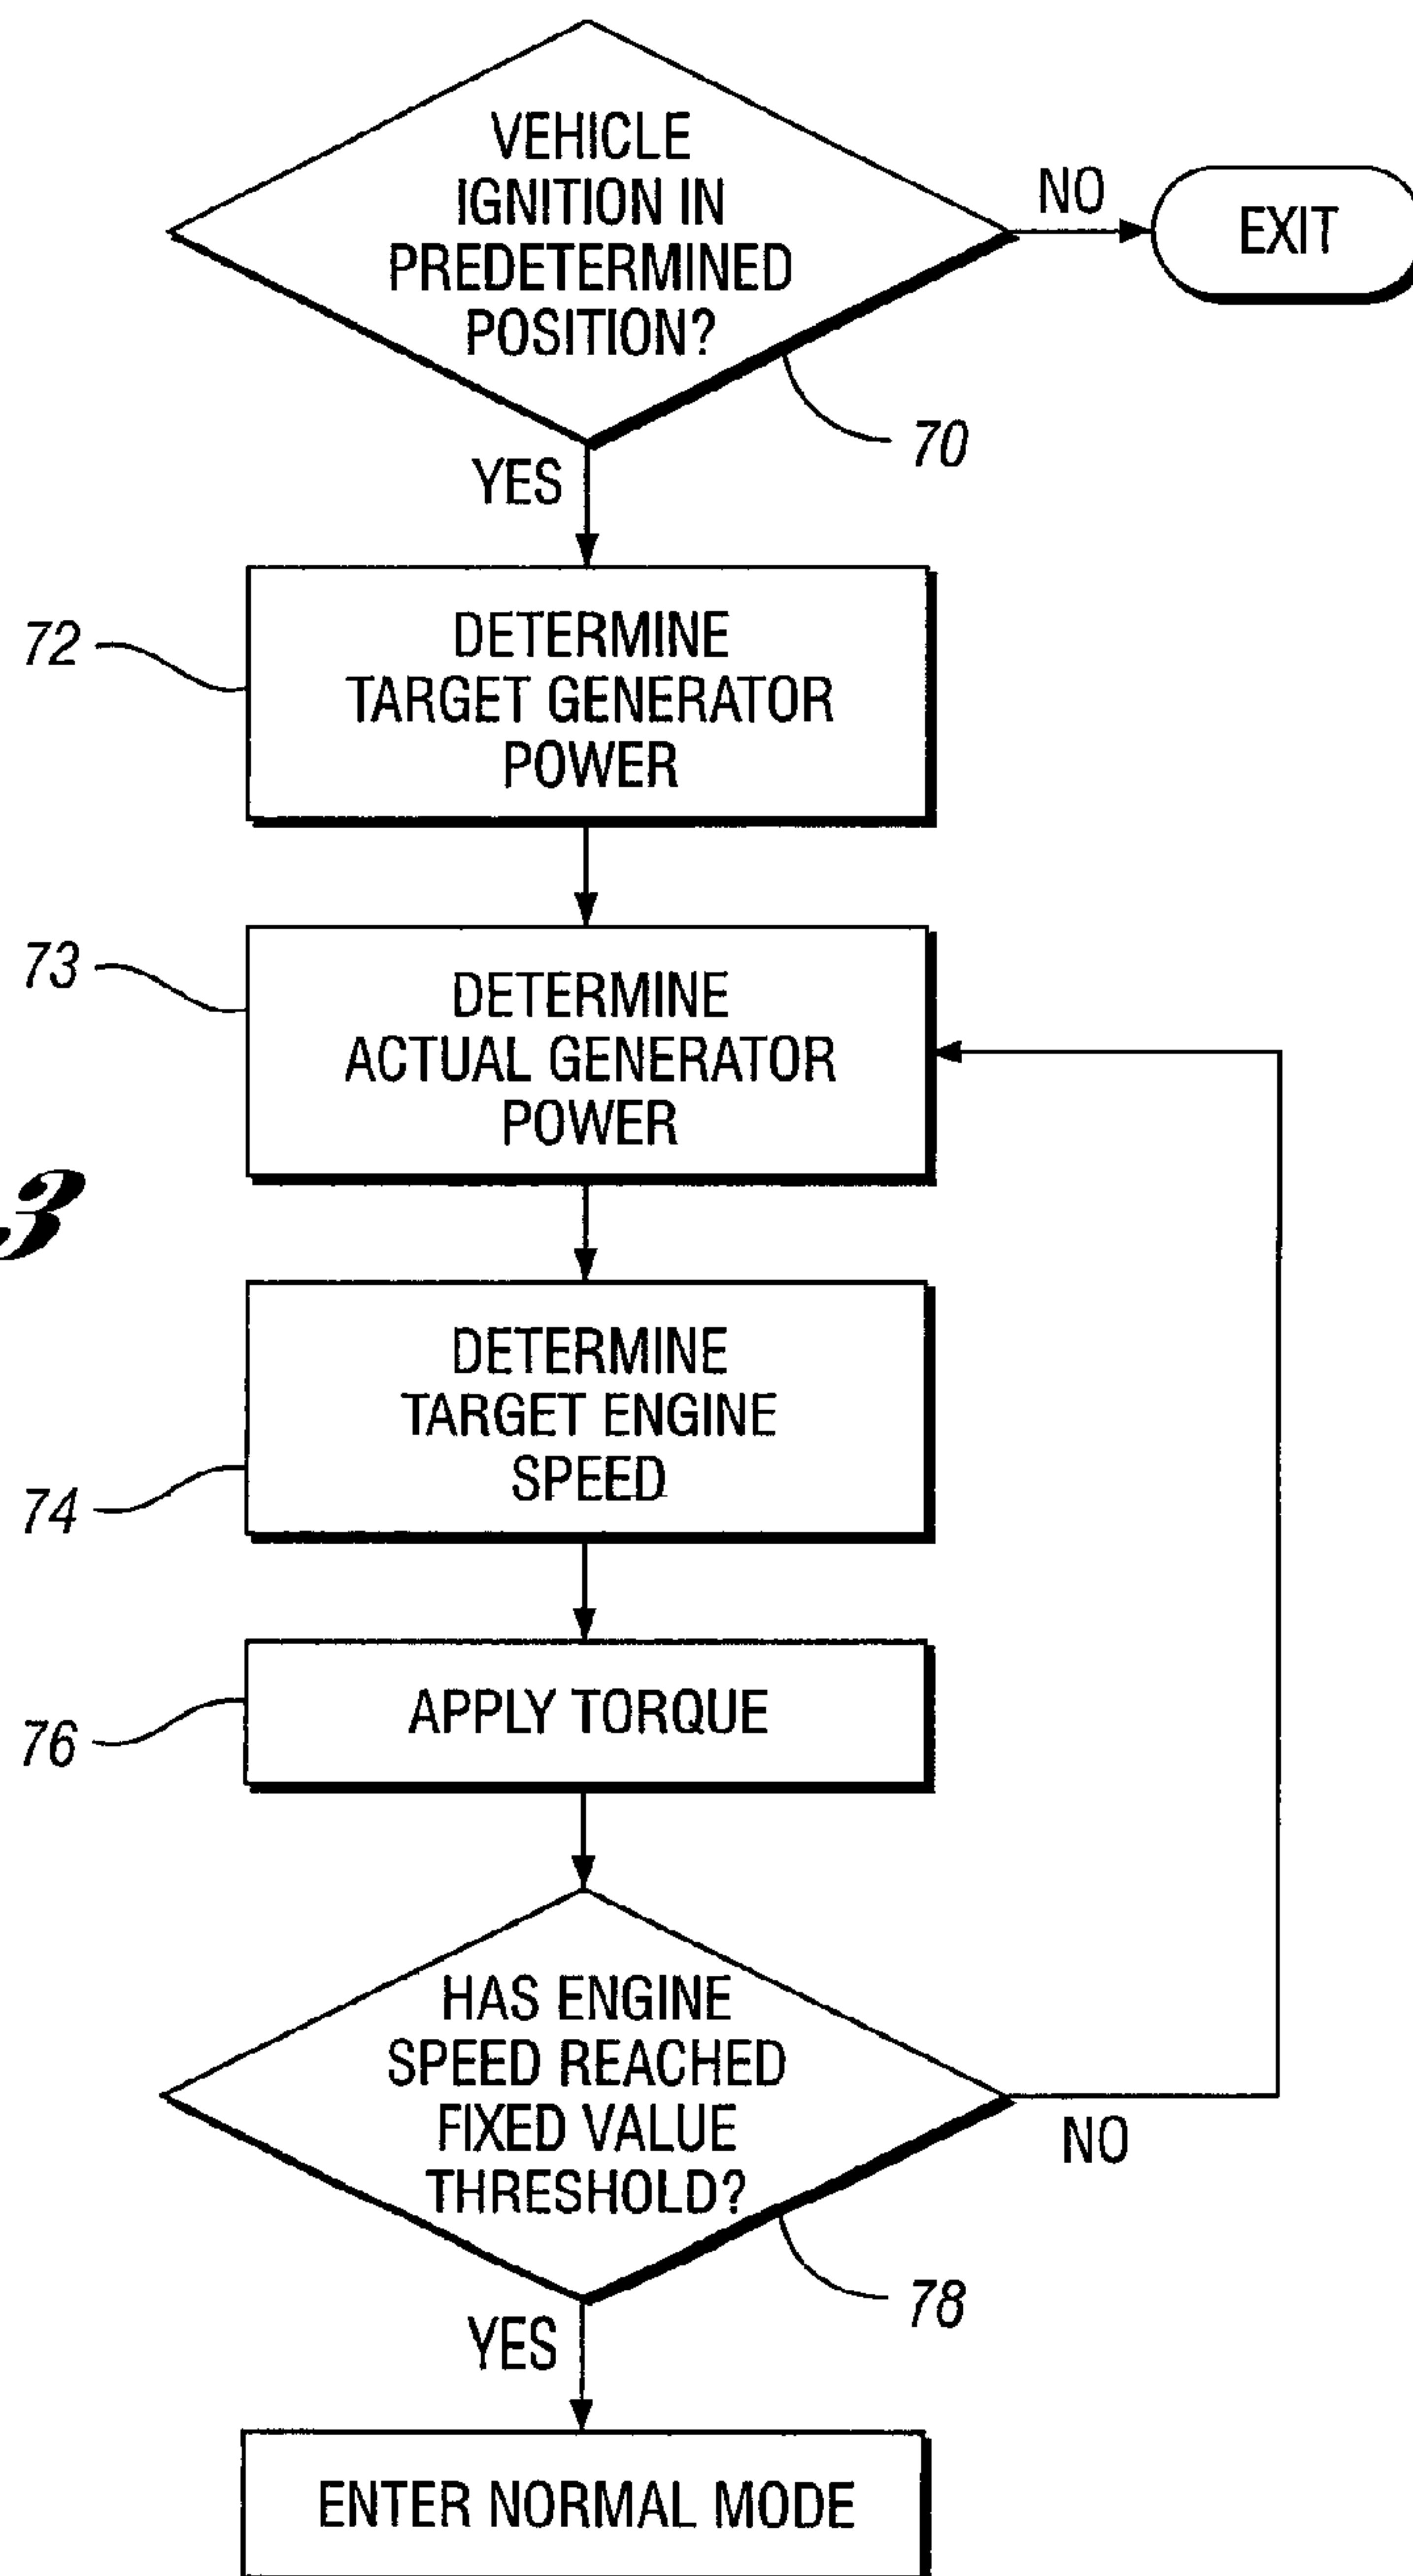 VEHICLE
IGNITION IN
PREDETERMINED
POSITION?
NO
EXIT
70
YES
72
DETERMINE
TARGET GENERATOR
POWER
73
DETERMINE
ACTUAL GENERATOR
POWER
3
DETERMINE
TARGET ENGINE
SPEED
74
APPLY TORQUE
76
HAS ENGINE
SPEED REACHED
FIXED VALUE
THRESHOLD?
NO
78
YES
ENTER NORMAL MODE